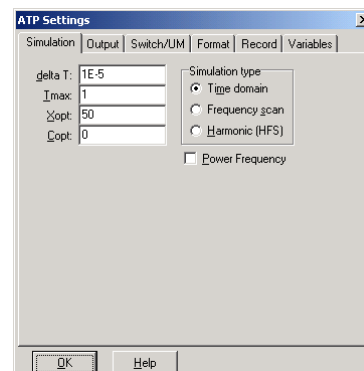 ATP Settings
Simulation Output Switch/UM Format Record Variables
delta T: 1E-5
Tmax: 1
Xopt: 50
Copt: 0
Simulation type
Time domain
Frequency scan
Harmonic (HFS)
Power Frequency
OK Help